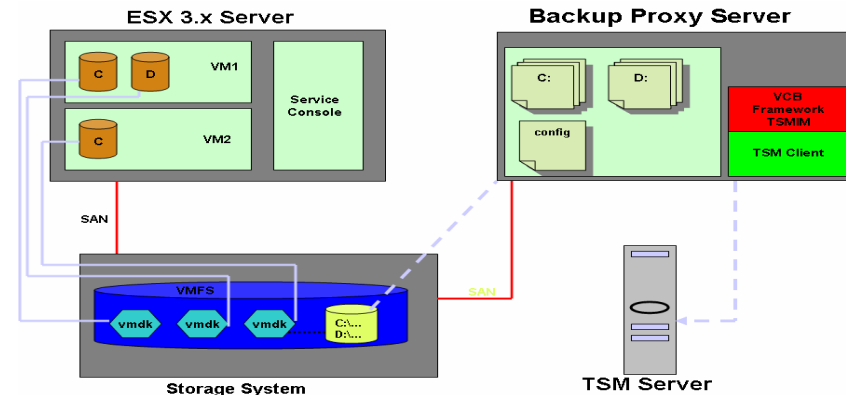 ESX 3.x Server
Backup Proxy Server
C
D
VM1
Service
Console
C
VM2
C:
D:
config
VCB
Framework
TSMIM
TSM Client
SAN
SAN
VMFS
vmdk
vmdk
vmdk
C:\...
D:\...
Storage System
TSM Server